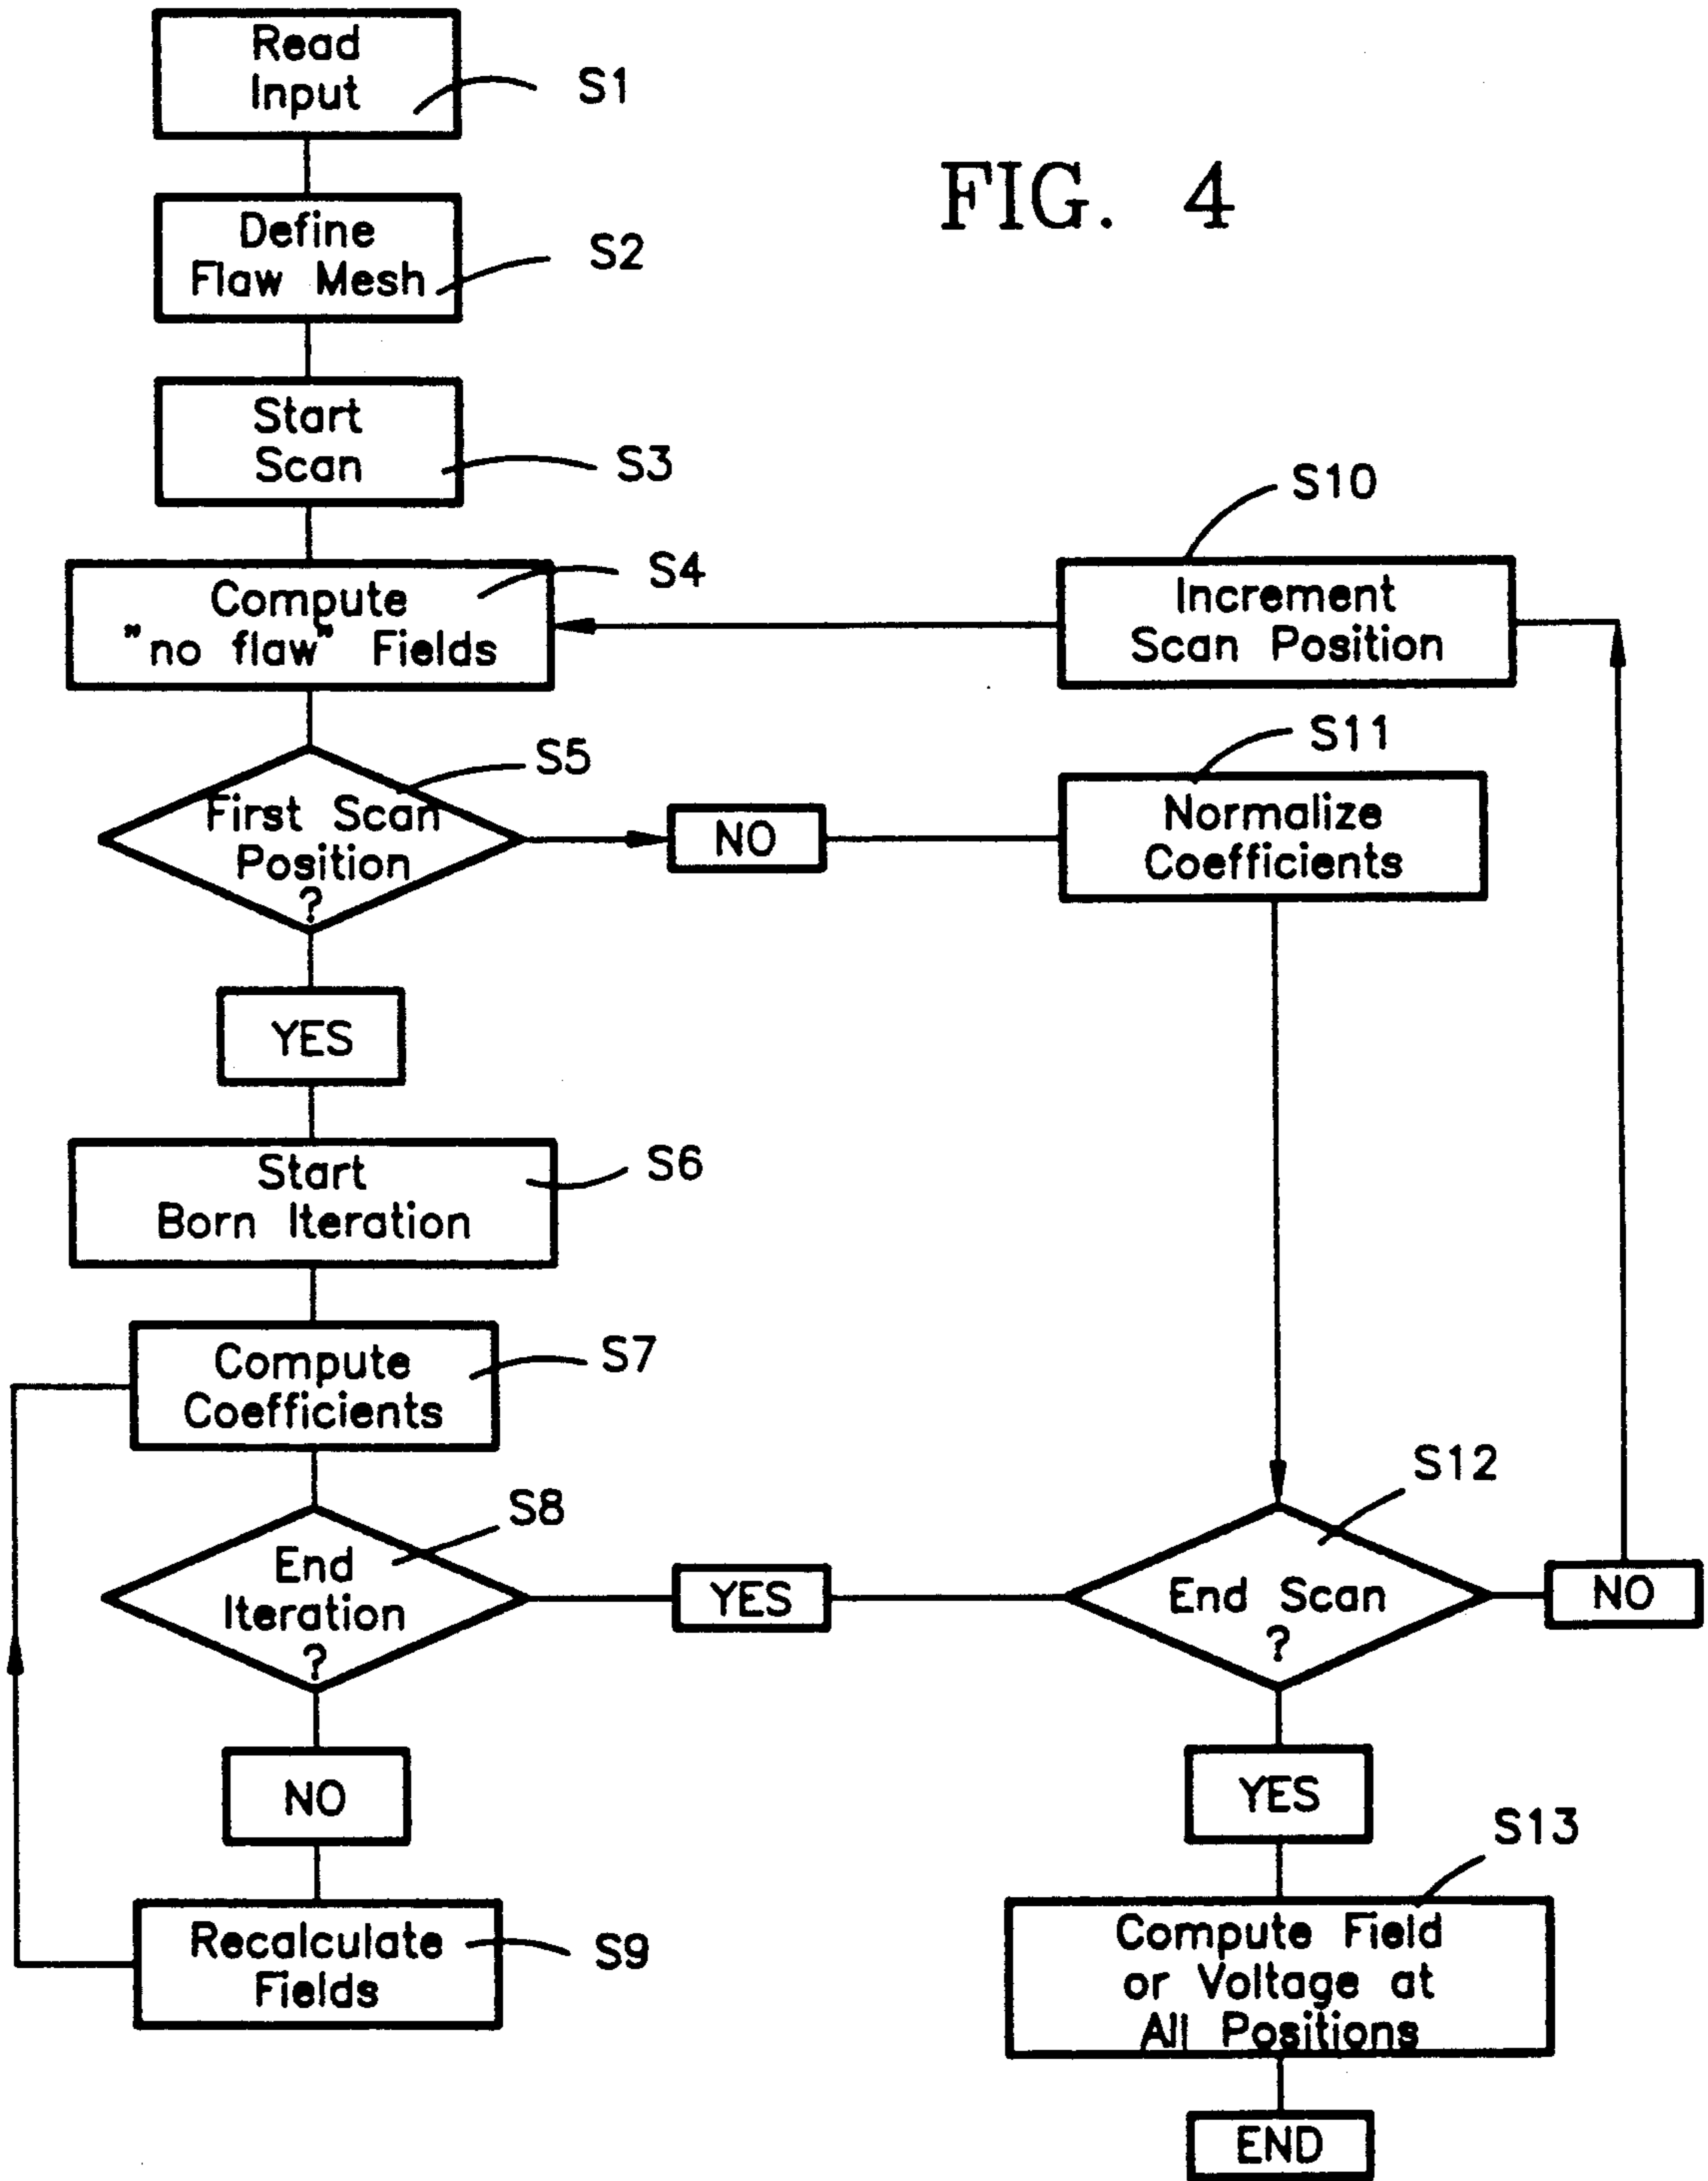 Read
Input
S1
FIG. 4
Define
Flaw Mesh
S2
Start
Scan
S3
S10
Compute
"no flaw" Fields
S4
Increment
Scan Position
S11
First Scan
Position
?
S5
NO
Normalize
Coefficients
YES
Start
Born Iteration
S6
Compute
Coefficients
S7
S12
End
Iteration
?
S8
YES
End Scan
?
NO
NO
YES
S13
Recalculate
Fields
S9
Compute Field
or Voltage at
All Positions
END